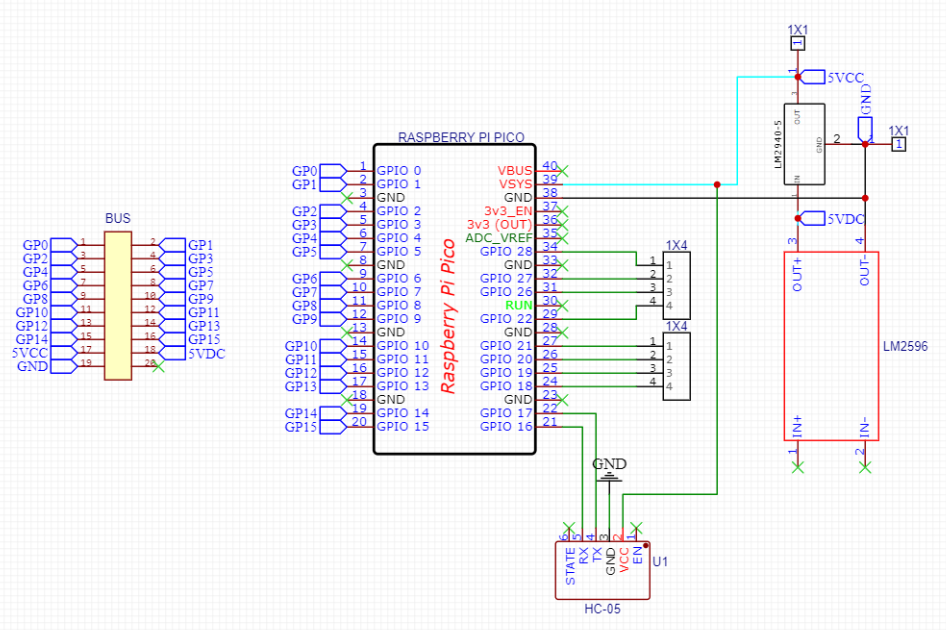 1X1
1
1
5VCC
3
OUT
GND
LM2940-5
GND
2
1
1X1
1
IN
1
5VDC
3
4
OUT+
OUT-
LM2596
IN+
IN-
1
2
RASPBERRY PI PICO
Raspberry Pi Pico
GP0 1 GPIO 0
GP1 2 GPIO 1
3 GND
GP2 4 GPIO 2
GP3 5 GPIO 3
GP4 6 GPIO 4
GP5 7 GPIO 5
8 GND
GP6 9 GPIO 6
GP7 10 GPIO 7
GP8 11 GPIO 8
GP9 12 GPIO 9
13 GND
GP10 14 GPIO 10
GP11 15 GPIO 11
GP12 16 GPIO 12
GP13 17 GPIO 13
18 GND
GP14 19 GPIO 14
GP15 20 GPIO 15
VBUS 40
VSYS 39
GND 38
3v3_EN 37
3v3 (OUT) 36
ADC_VREF 35
GPIO 28 34
GND 33
GPIO 27 32
GPIO 26 31
RUN 30
GPIO 22 29
GND 28
GPIO 21 27
GPIO 20 26
GPIO 19 25
GPIO 18 24
GND 23
GPIO 17 22
GPIO 16 21
1X4
1 1
2 2
3 3
4 4
1X4
1 1
2 2
3 3
4 4
BUS
GP0 1 2 GP1
GP2 3 4 GP3
GP4 5 6 GP5
GP6 7 8 GP7
GP8 9 10 GP9
GP10 11 12 GP11
GP12 13 14 GP13
GP14 15 16 GP15
5VCC 17 18 5VDC
GND 19 20
GND
6 5 4 3 2 1
STATE
RX
TX
GND
VCC
EN
U1
HC-05